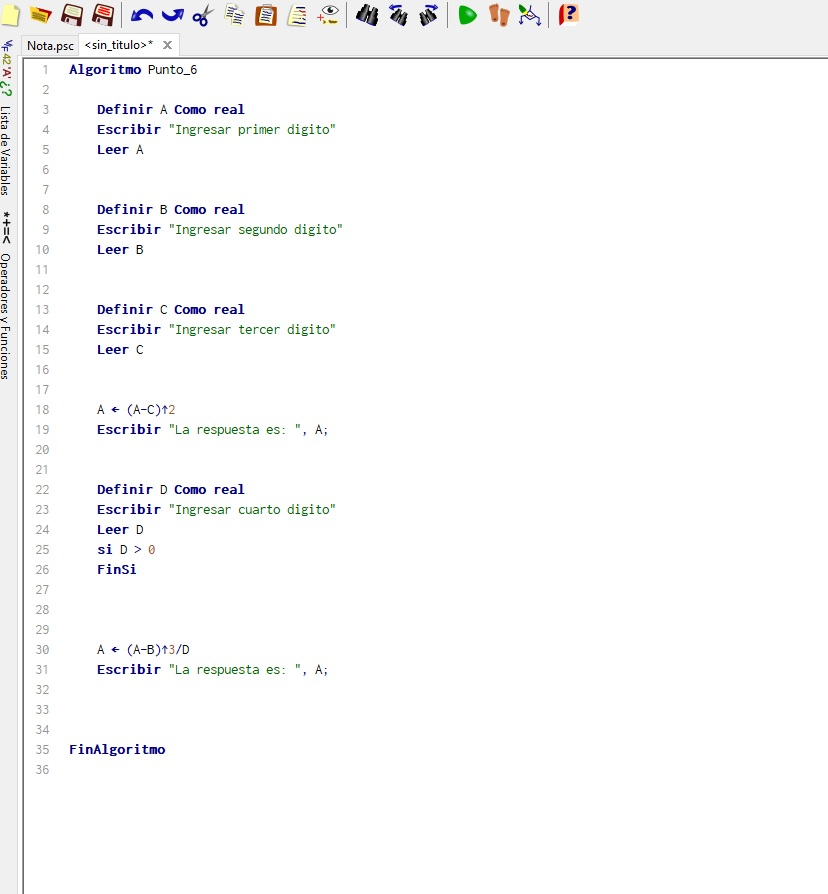 Nota.psc <sin_titulo>* X
V/F 42 'A' ¿? Lista de Variables
*+=< Operadores y Funciones
1 Algoritmo Punto_6
2
3 Definir A Como real
4 Escribir "Ingresar primer digito"
5 Leer A
6
7
8 Definir B Como real
9 Escribir "Ingresar segundo digito"
10 Leer B
11
12
13 Definir C Como real
14 Escribir "Ingresar tercer digito"
15 Leer C
16
17
18 A ← (A-C)↑2
19 Escribir "La respuesta es: ", A;
20
21
22 Definir D Como real
23 Escribir "Ingresar cuarto digito"
24 Leer D
25 si D > 0
26 FinSi
27
28
29
30 A ← (A-B)↑3/D
31 Escribir "La respuesta es: ", A;
32
33
34
35 FinAlgoritmo
36